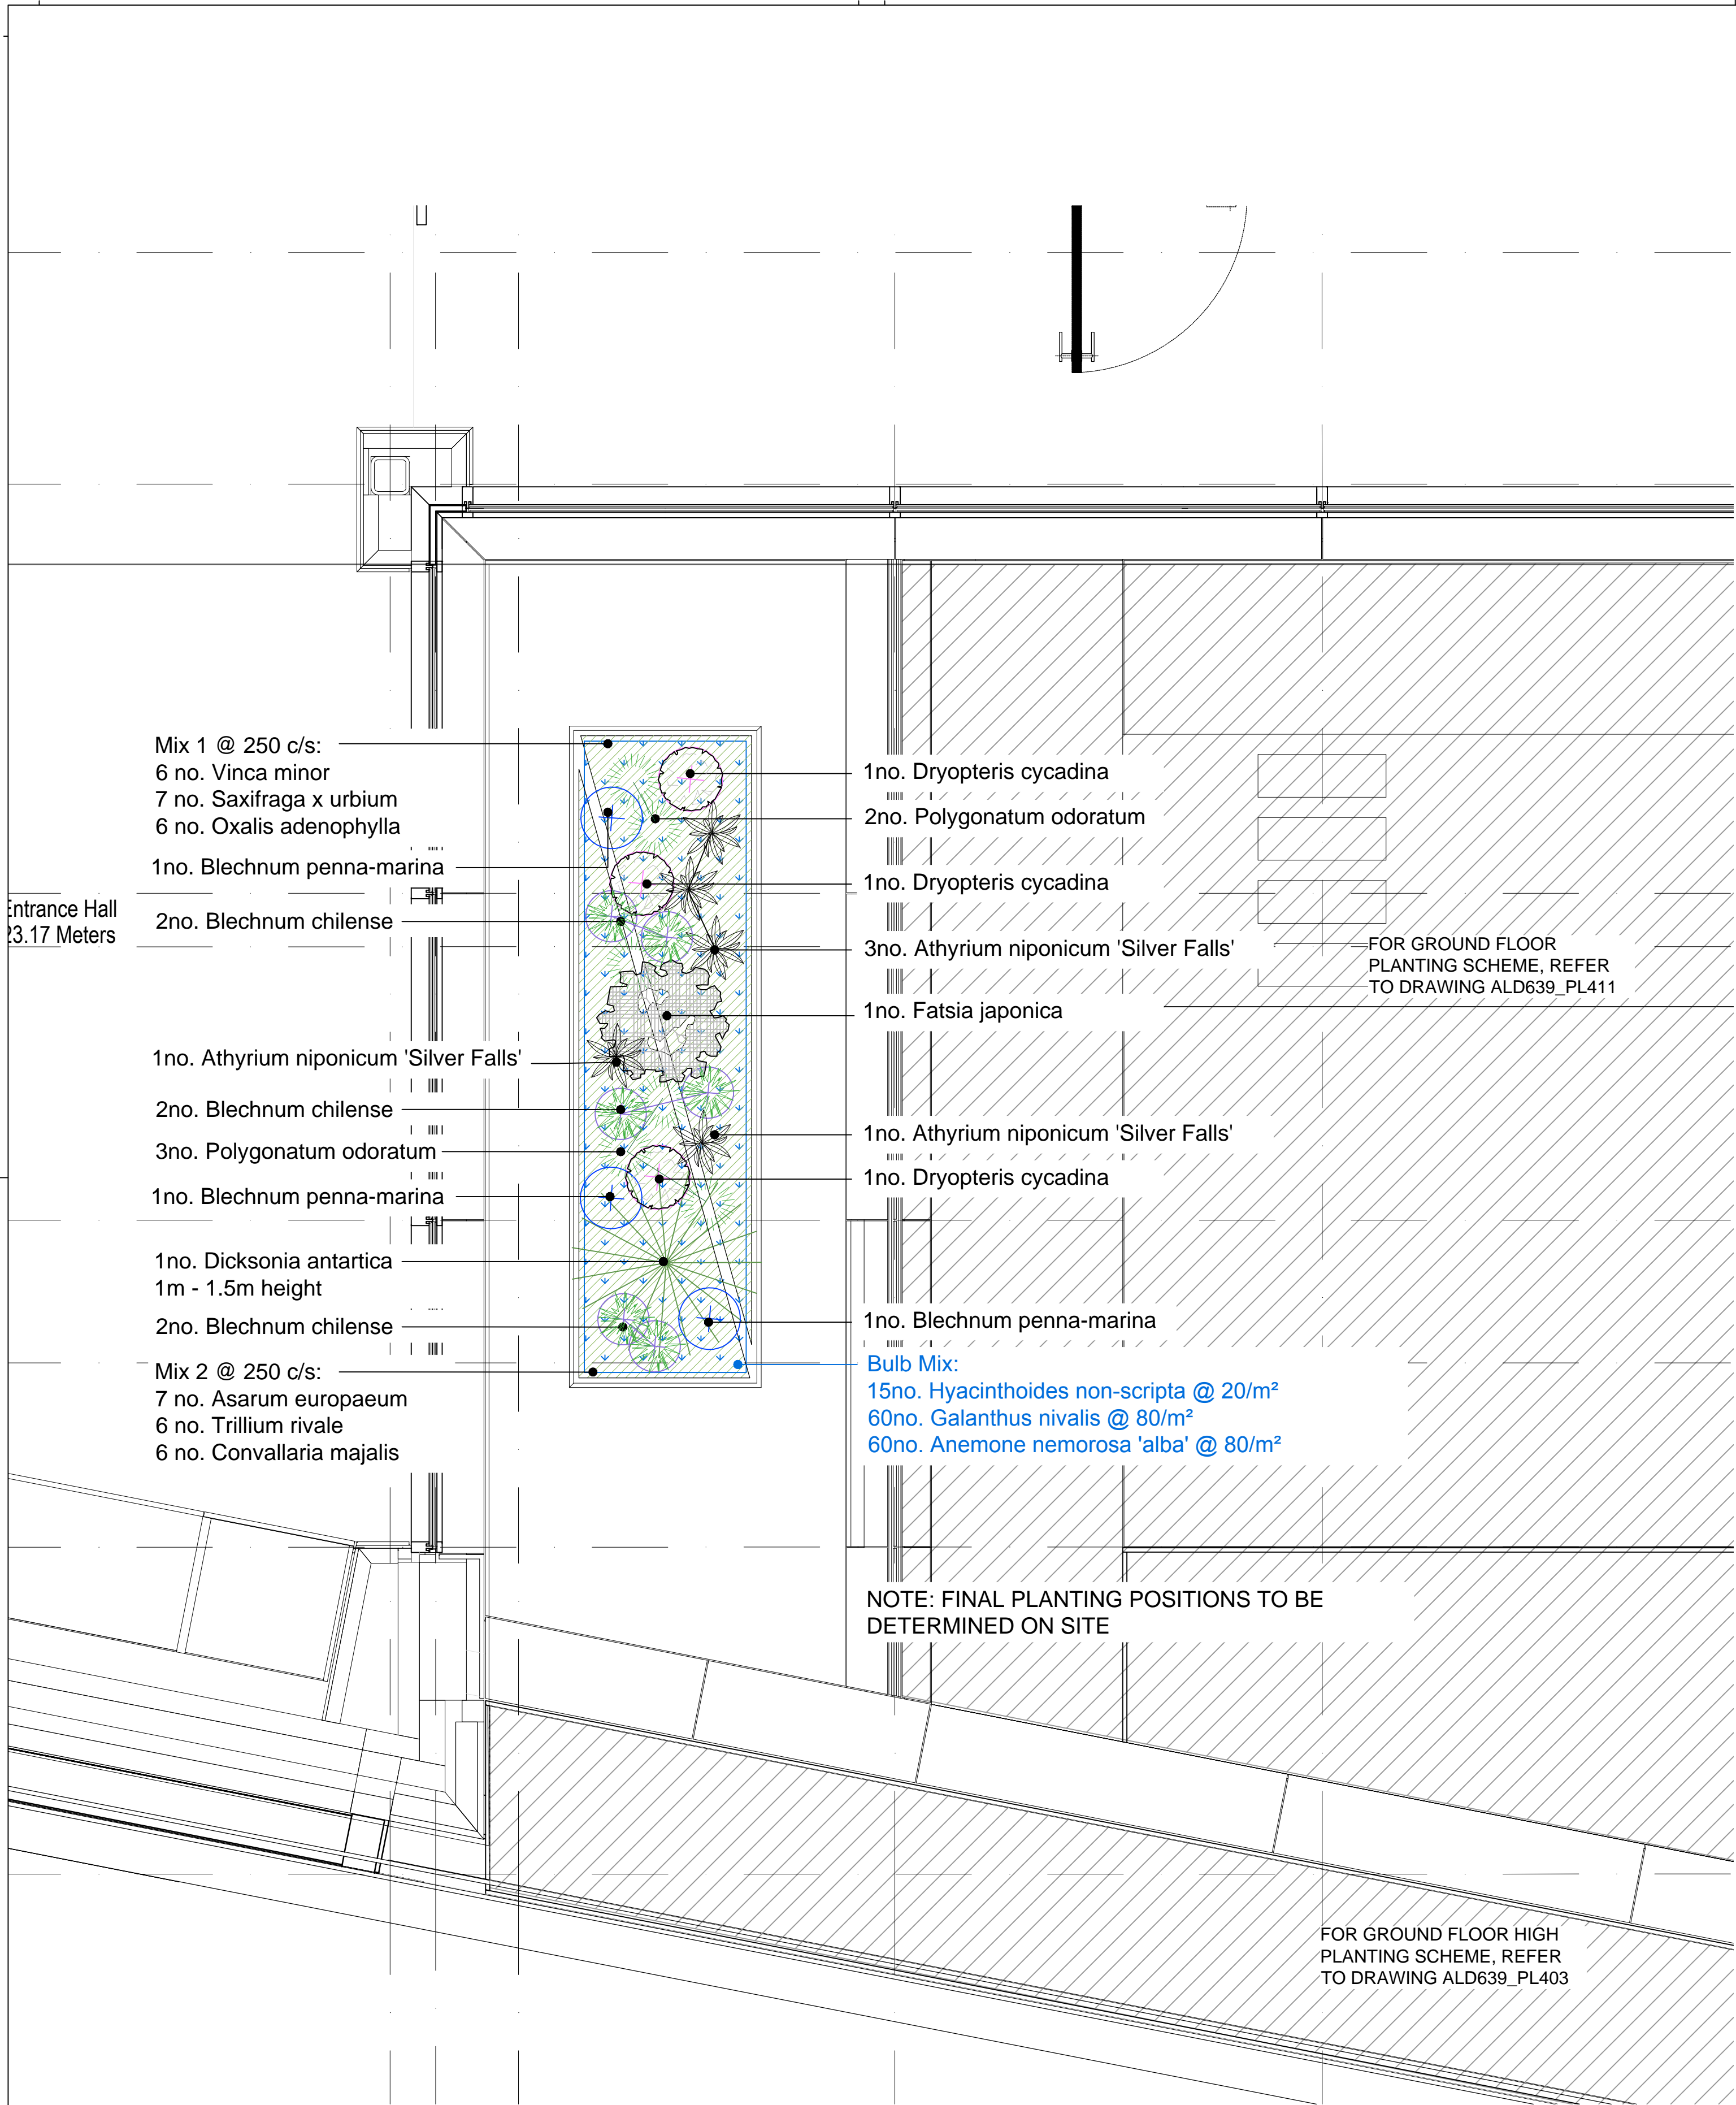 Mix 1 @ 250 c/s:
6 no. Vinca minor
7 no. Saxifraga x urbium
6 no. Oxalis adenophylla
1no. Blechnum penna-marina
2no. Blechnum chilense
Entrance Hall
23.17 Meters
1no. Athyrium niponicum 'Silver Falls'
2no. Blechnum chilense
3no. Polygonatum odoratum
1no. Blechnum penna-marina
1no. Dicksonia antartica
1m - 1.5m height
2no. Blechnum chilense
Mix 2 @ 250 c/s:
7 no. Asarum europaeum
6 no. Trillium rivale
6 no. Convallaria majalis
1no. Dryopteris cycadina
2no. Polygonatum odoratum
1no. Dryopteris cycadina
3no. Athyrium niponicum 'Silver Falls'
1no. Fatsia japonica
1no. Athyrium niponicum 'Silver Falls'
1no. Dryopteris cycadina
1no. Blechnum penna-marina
Bulb Mix:
15no. Hyacinthoides non-scripta @ 20/m²
60no. Galanthus nivalis @ 80/m²
60no. Anemone nemorosa 'alba' @ 80/m²
FOR GROUND FLOOR
PLANTING SCHEME, REFER
TO DRAWING ALD639_PL411
NOTE: FINAL PLANTING POSITIONS TO BE
DETERMINED ON SITE
FOR GROUND FLOOR HIGH
PLANTING SCHEME, REFER
TO DRAWING ALD639_PL403